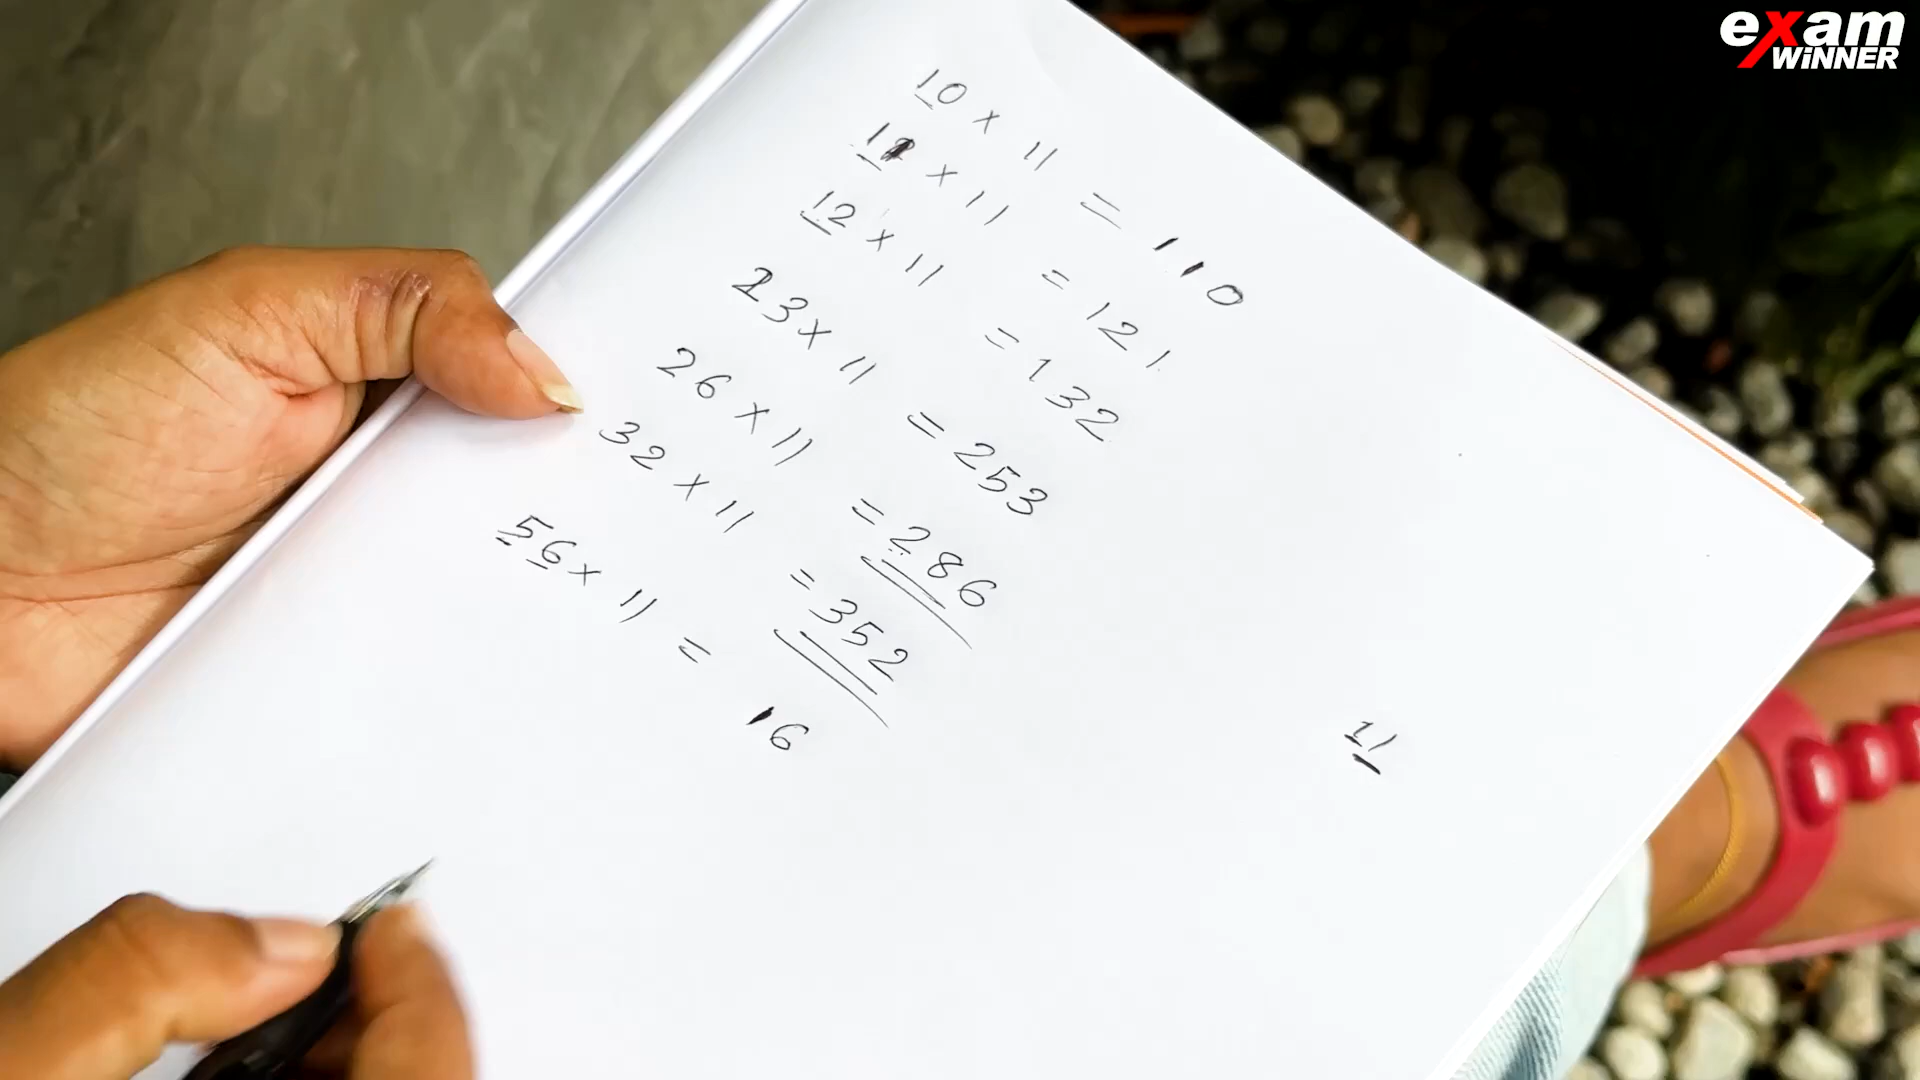 exam
WiNNER
10 × 11 = 110
11 × 11 = 121
12 × 11 = 132
23 × 11 = 253
26 × 11 = 286
32 × 11 = 352
56 × 11 = 16
11